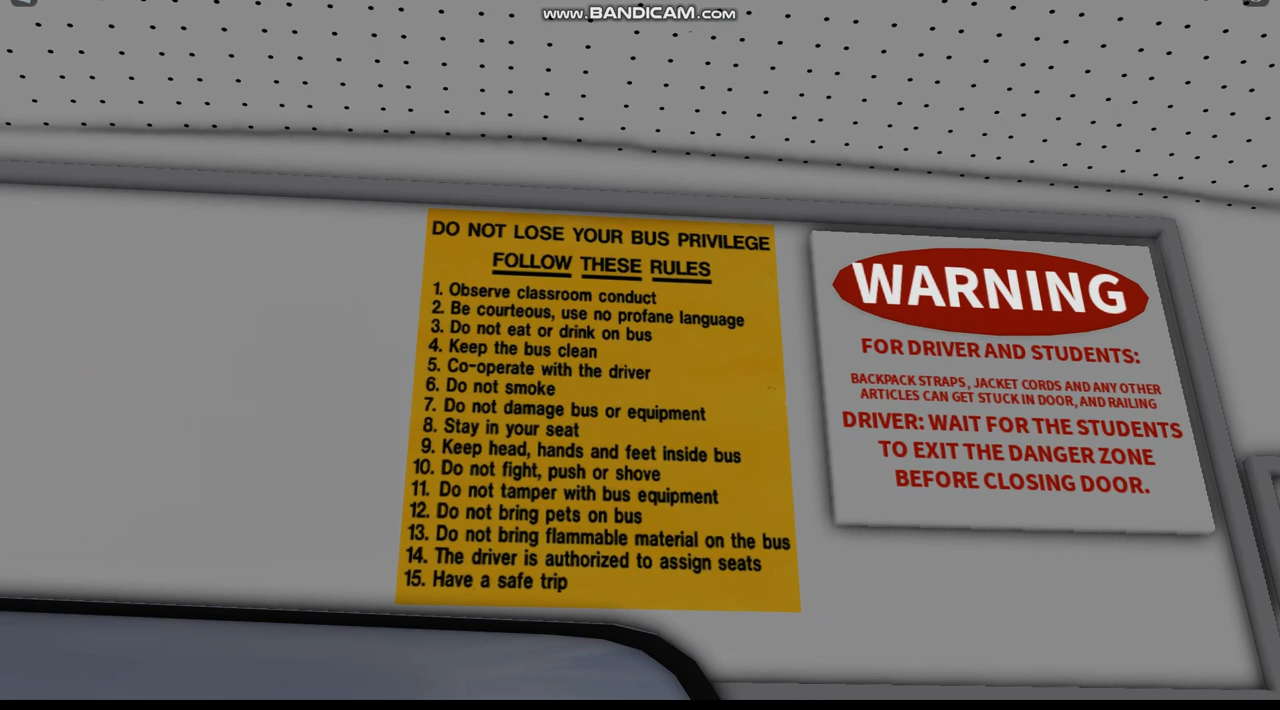 www.BANDICAM.com
DO NOT LOSE YOUR BUS PRIVILEGE
FOLLOW THESE RULES
1. Observe classroom conduct
2. Be courteous, use no profane language
3. Do not eat or drink on bus
4. Keep the bus clean
5. Co-operate with the driver
6. Do not smoke
7. Do not damage bus or equipment
8. Stay in your seat
9. Keep head, hands and feet inside bus
10. Do not fight, push or shove
11. Do not tamper with bus equipment
12. Do not bring pets on bus
13. Do not bring flammable material on the bus
14. The driver is authorized to assign seats
15. Have a safe trip
WARNING
FOR DRIVER AND STUDENTS:
BACKPACK STRAPS, JACKET CORDS AND ANY OTHER
ARTICLES CAN GET STUCK IN DOOR, AND RAILING
DRIVER: WAIT FOR THE STUDENTS
TO EXIT THE DANGER ZONE
BEFORE CLOSING DOOR.